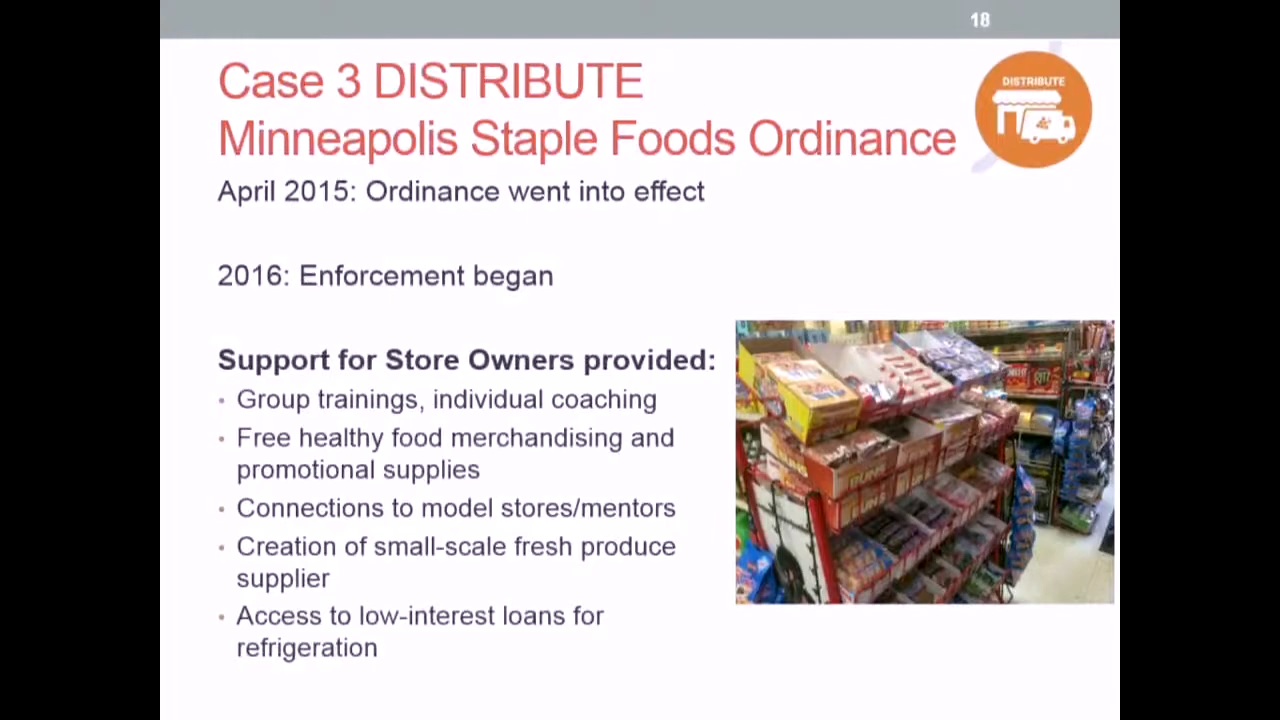 18
Case 3 DISTRIBUTE
Minneapolis Staple Foods Ordinance
DISTRIBUTE
April 2015: Ordinance went into effect
2016: Enforcement began
Support for Store Owners provided:
• Group trainings, individual coaching
• Free healthy food merchandising and
promotional supplies
• Connections to model stores/mentors
• Creation of small-scale fresh produce
supplier
• Access to low-interest loans for
refrigeration